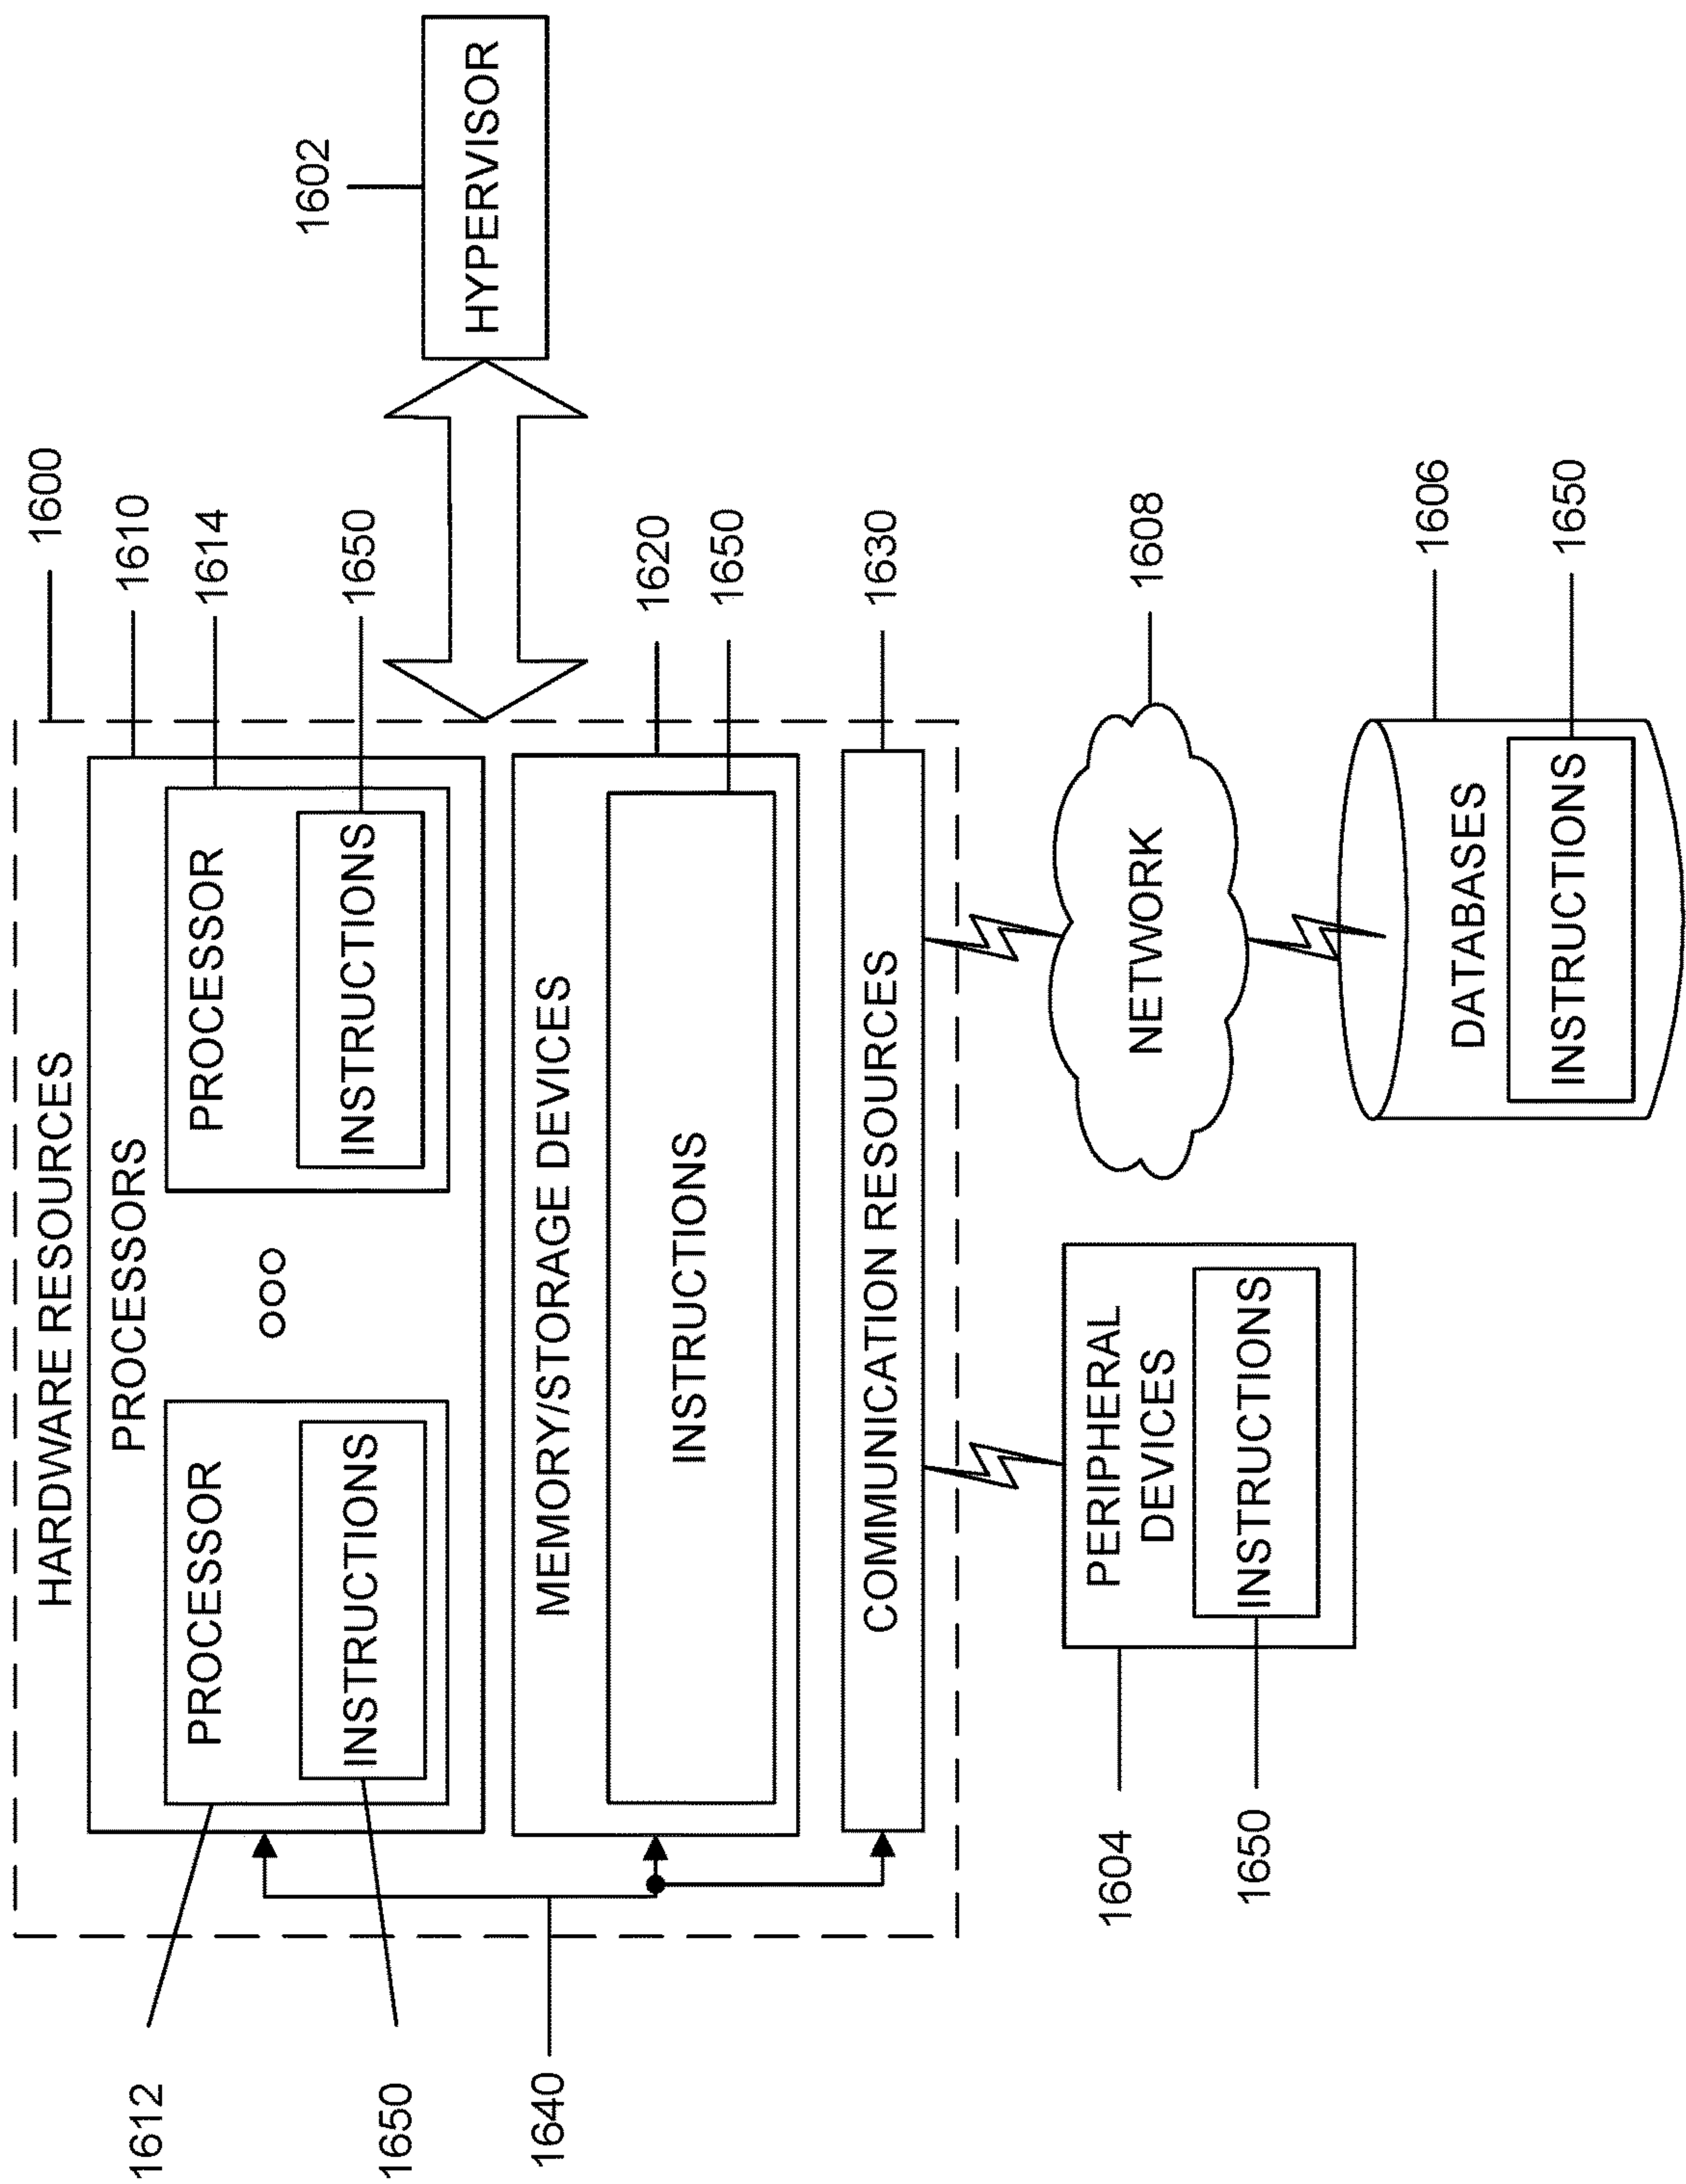 HARDWARE RESOURCES
1600
PROCESSORS
1610
1612
PROCESSOR
PROCESSOR
1614
1650
INSTRUCTIONS
INSTRUCTIONS
1650
1602
HYPERVISOR
1640
MEMORY/STORAGE DEVICES
1620
INSTRUCTIONS
1650
COMMUNICATION RESOURCES
1630
1604
PERIPHERAL
DEVICES
1650
INSTRUCTIONS
NETWORK
1608
DATABASES
1606
INSTRUCTIONS
1650